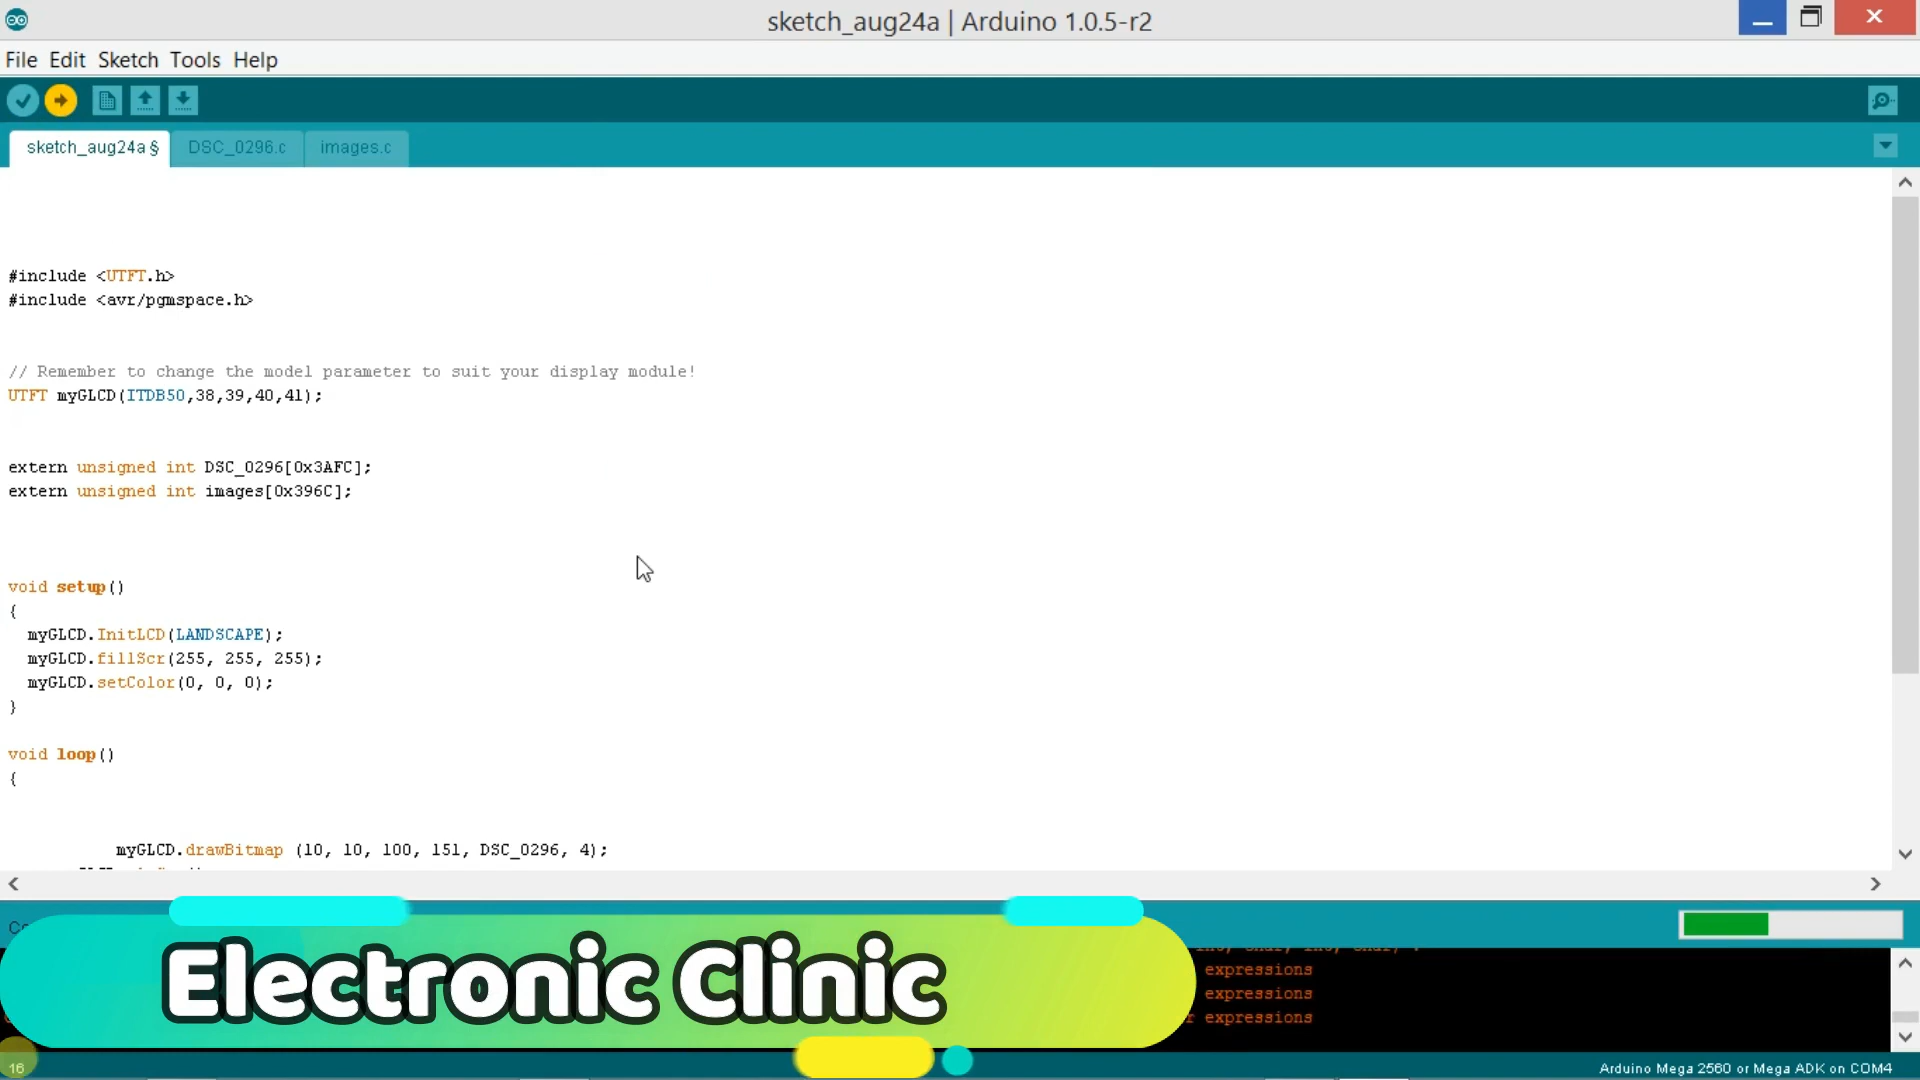 sketch_aug24a | Arduino 1.0.5-r2
File Edit Sketch Tools Help
sketch_aug24a § DSC_0296.c images.c
#include <UTFT.h>
#include <avr/pgmspace.h>
// Remember to change the model parameter to suit your display module!
UTFT myGLCD(ITDB50,38,39,40,41);
extern unsigned int DSC_0296[0x3AFC];
extern unsigned int images[0x396C];
void setup()
{
myGLCD.InitLCD(LANDSCAPE);
myGLCD.fillScr(255, 255, 255);
myGLCD.setColor(0, 0, 0);
}
void loop()
{
myGLCD.drawBitmap (10, 10, 100, 151, DSC_0296, 4);
Electronic Clinic
expressions
expressions
expressions
16
Arduino Mega 2560 or Mega ADK on COM4